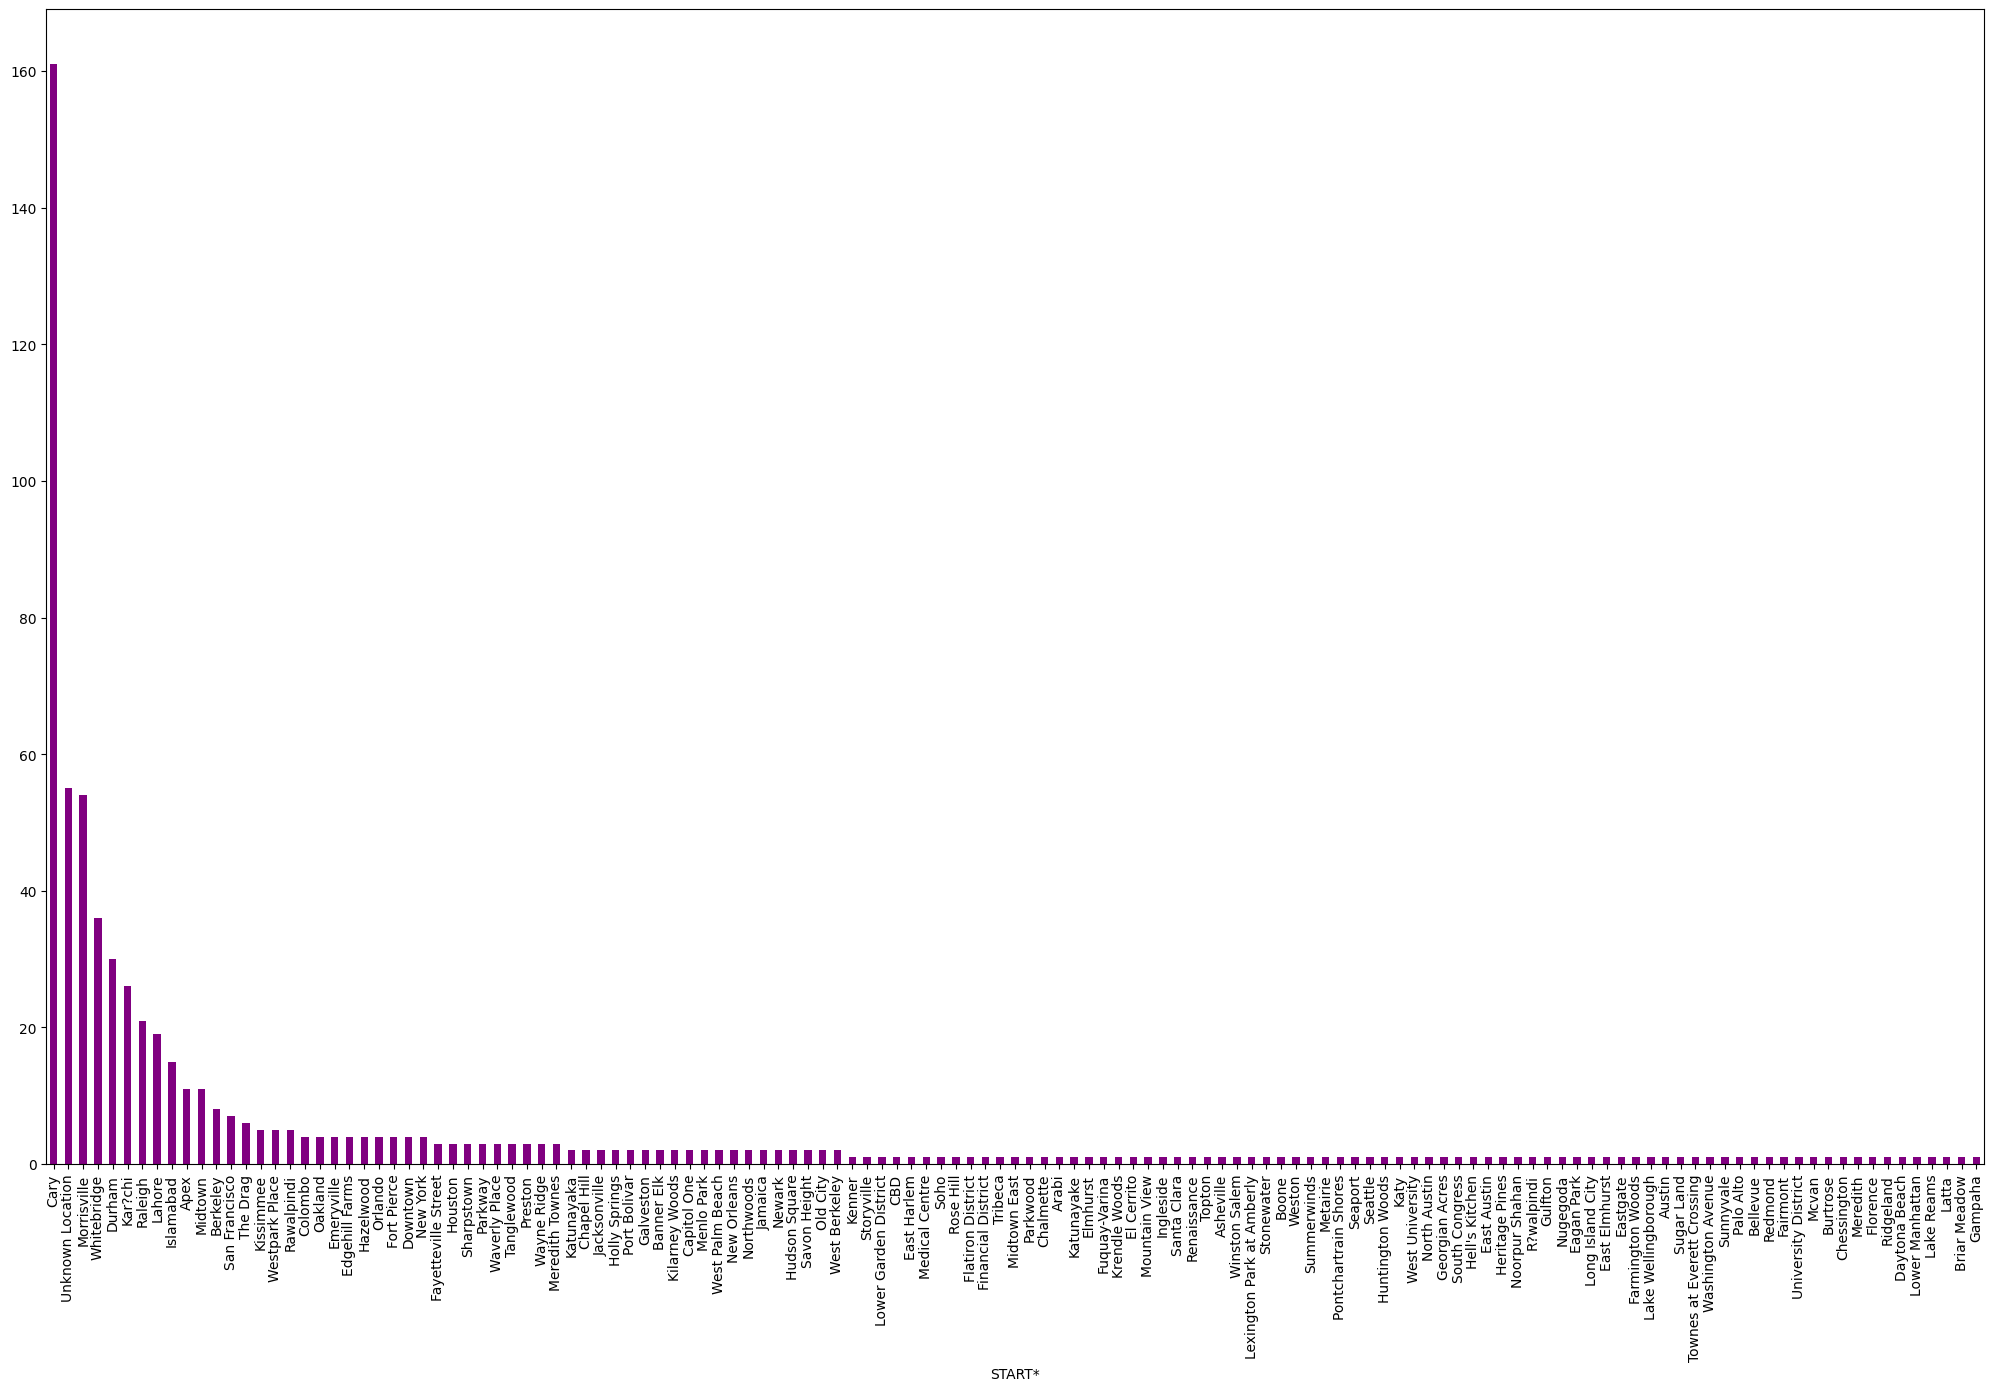 160
140
120
100
80
60
40
20
0
Cary
Unknown Location
Morrisville
Whitebridge
Durham
Kar?chi
Raleigh
Lahore
Islamabad
Apex
Midtown
Berkeley
San Francisco
The Drag
Kissimmee
Westpark Place
Rawalpindi
Colombo
Oakland
Emeryville
Edgehill Farms
Hazelwood
Orlando
Fort Pierce
Downtown
New York
Fayetteville Street
Houston
Sharpstown
Parkway
Waverly Place
Tanglewood
Preston
Wayne Ridge
Meredith Townes
Katunayaka
Chapel Hill
Jacksonville
Holly Springs
Port Bolivar
Galveston
Banner Elk
Kilarney Woods
Capitol One
Menlo Park
West Palm Beach
New Orleans
Northwoods
Jamaica
Newark
Hudson Square
Savon Height
Old City
West Berkeley
Kenner
Storyville
Lower Garden District
CBD
East Harlem
Medical Centre
Soho
Rose Hill
Flatiron District
Financial District
Tribeca
Midtown East
Parkwood
Chalmette
Arabi
Katunayake
Elmhurst
Fuquay-Varina
Krendle Woods
El Cerrito
Mountain View
Ingleside
Santa Clara
Renaissance
Topton
Asheville
Winston Salem
Lexington Park at Amberly
Stonewater
Boone
Weston
Summerwinds
Metairie
Pontchartrain Shores
Seaport
Seattle
Huntington Woods
Katy
West University
North Austin
Georgian Acres
South Congress
Hell's Kitchen
East Austin
Heritage Pines
Noorpur Shahan
R?walpindi
Gulfton
Nugegoda
Eagan Park
Long Island City
East Elmhurst
Eastgate
Farmington Woods
Lake Wellingborough
Austin
Sugar Land
Townes at Everett Crossing
Washington Avenue
Sunnyvale
Palo Alto
Bellevue
Redmond
Fairmont
University District
Mcvan
Burtrose
Chessington
Meredith
Florence
Ridgeland
Daytona Beach
Lower Manhattan
Lake Reams
Latta
Briar Meadow
Gampaha
START*